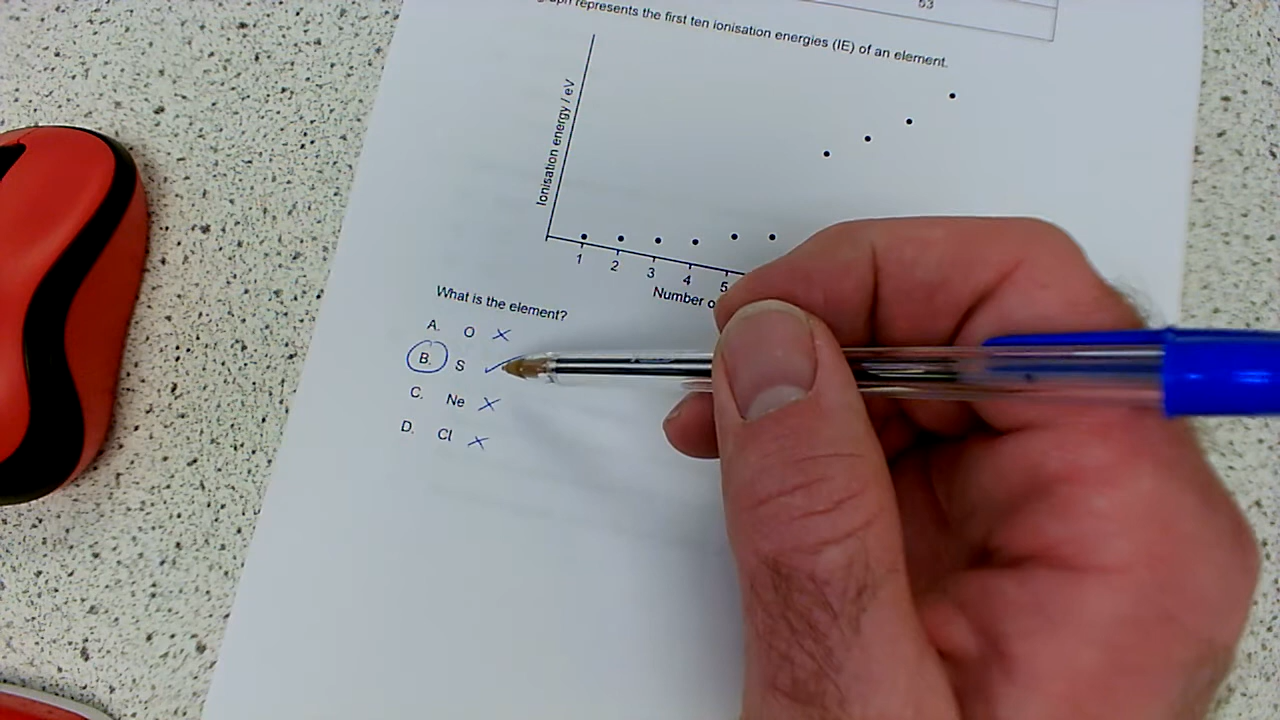 53
represents the first ten ionisation energies (IE) of an element.
Ionisation energy / eV
1 2 3 4 5
Number
What is the element?
A. O ×
B. S ✓
C. Ne ×
D. Cl ×